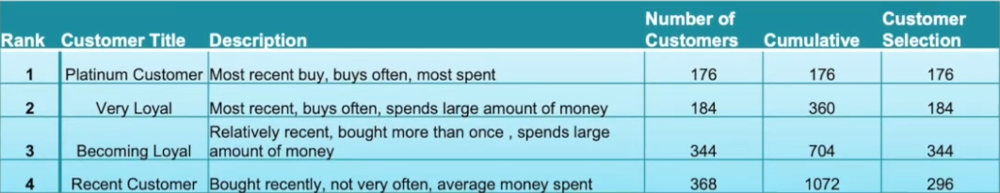 Number of Customer
Rank Customer Title Description Customers Cumulative Selection
1 Platinum Customer Most recent buy, buys often, most spent 176 176 176
2 Very Loyal Most recent, buys often, spends large amount of money 184 360 184
Relatively recent, bought more than once , spends large
3 Becoming Loyal amount of money 344 704 344
4 Recent Customer Bought recently, not very often, average money spent 368 1072 296